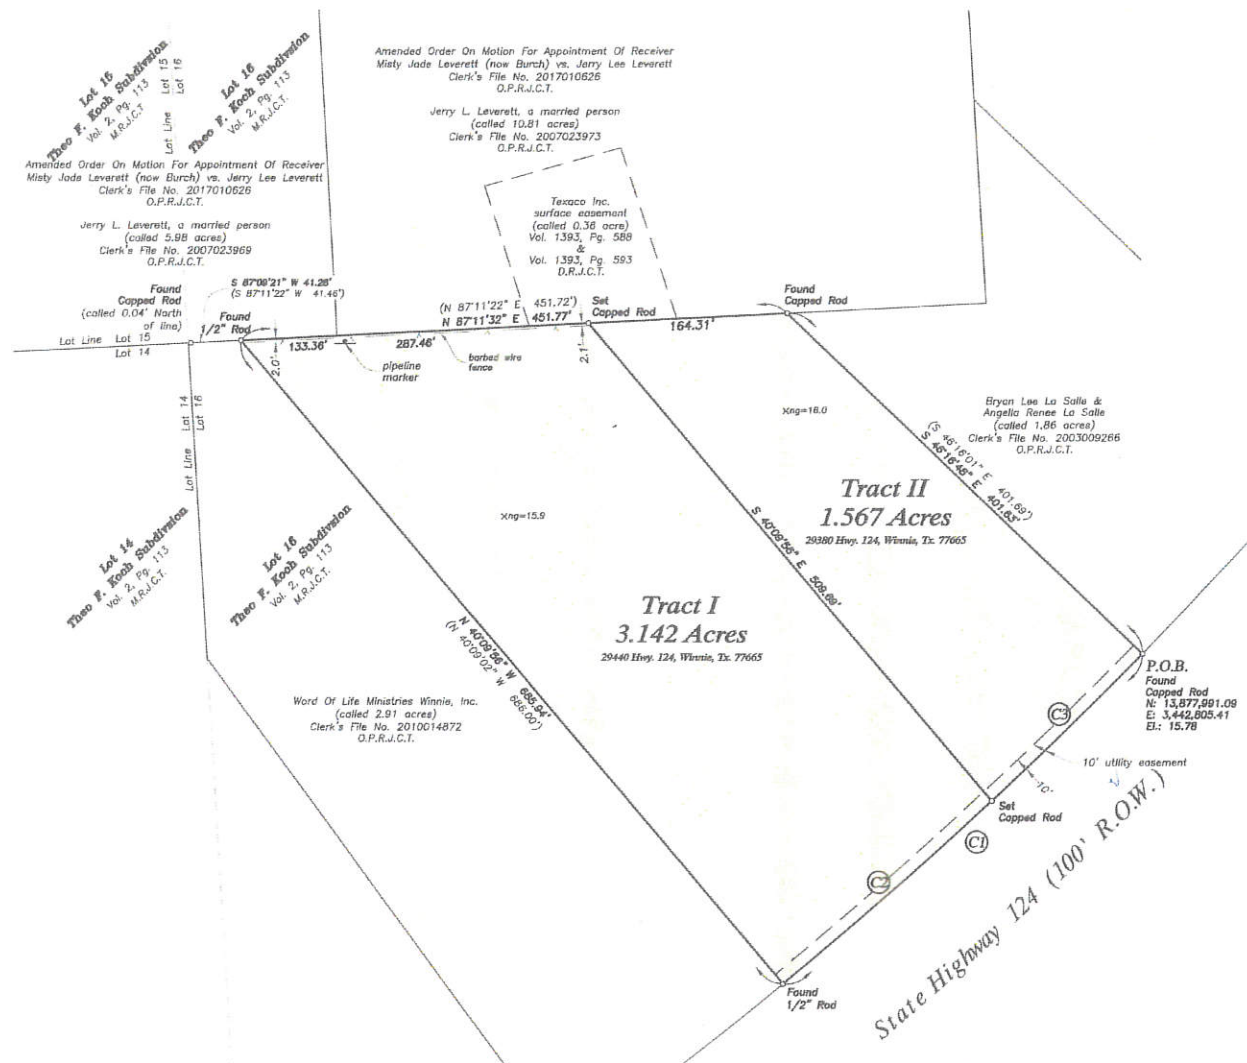 Lot 15
Theo F. Koch Subdivision
Vol. 2, Pg. 113
M.R.J.C.T.
Lot Line
Lot 15
Lot 16
Lot 16
Theo F. Koch Subdivision
Vol. 2, Pg. 113
M.R.J.C.T.
Amended Order On Motion For Appointment Of Receiver
Misty Jade Leverett (now Burch) vs. Jerry Lee Leverett
Clerk's File No. 2017010626
O.P.R.J.C.T.
Jerry L. Leverett, a married person
(called 10.81 acres)
Clerk's File No. 2007023973
O.P.R.J.C.T.
Amended Order On Motion For Appointment Of Receiver
Misty Jade Leverett (now Burch) vs. Jerry Lee Leverett
Clerk's File No. 2017010626
O.P.R.J.C.T.
Jerry L. Leverett, a married person
(called 5.98 acres)
Clerk's File No. 2007023969
O.P.R.J.C.T.
Texaco Inc.
surface easement
(called 0.36 acre)
Vol. 1393, Pg. 588
&
Vol. 1393, Pg. 593
D.R.J.C.T.
S 87°09'21" W 41.26'
(S 87°11'22" W 41.46')
Found
Capped Rod
(called 0.04' North
of line)
Found
1/2" Rod
Lot Line Lot 15
Lot 14
(N 87°11'22" E 451.72')
N 87°11'32" E 451.77'
Set
Capped Rod
Found
Capped Rod
164.31'
133.36'
287.46'
2.0'
2.1'
pipeline
marker
barbed wire
fence
Lot Line
Lot 14
Lot 16
Xng=16.0
Bryan Lee La Salle &
Angelia Renee La Salle
(called 1.86 acres)
Clerk's File No. 2003009266
O.P.R.J.C.T.
(S 46°16'01" E 401.69')
S 46°16'46" E 401.63'
Tract II
1.567 Acres
29380 Hwy. 124, Winnie, Tx. 77665
Xng=15.9
S 40°09'56" E 509.69'
Lot 14
Theo F. Koch Subdivision
Vol. 2, Pg. 113
M.R.J.C.T.
Lot 16
Theo F. Koch Subdivision
Vol. 2, Pg. 113
M.R.J.C.T.
Tract I
3.142 Acres
29440 Hwy. 124, Winnie, Tx. 77665
N 40°09'56" W 685.94'
(N 40°09'02" W 686.00')
Word Of Life Ministries Winnie, Inc.
(called 2.91 acres)
Clerk's File No. 2010014872
O.P.R.J.C.T.
P.O.B.
Found
Capped Rod
N: 13,877,991.09
E: 3,442,805.41
El.: 15.78
C3
10' utility easement
10'
Set
Capped Rod
C1
C2
Found
1/2" Rod
State Highway 124 (100' R.O.W.)